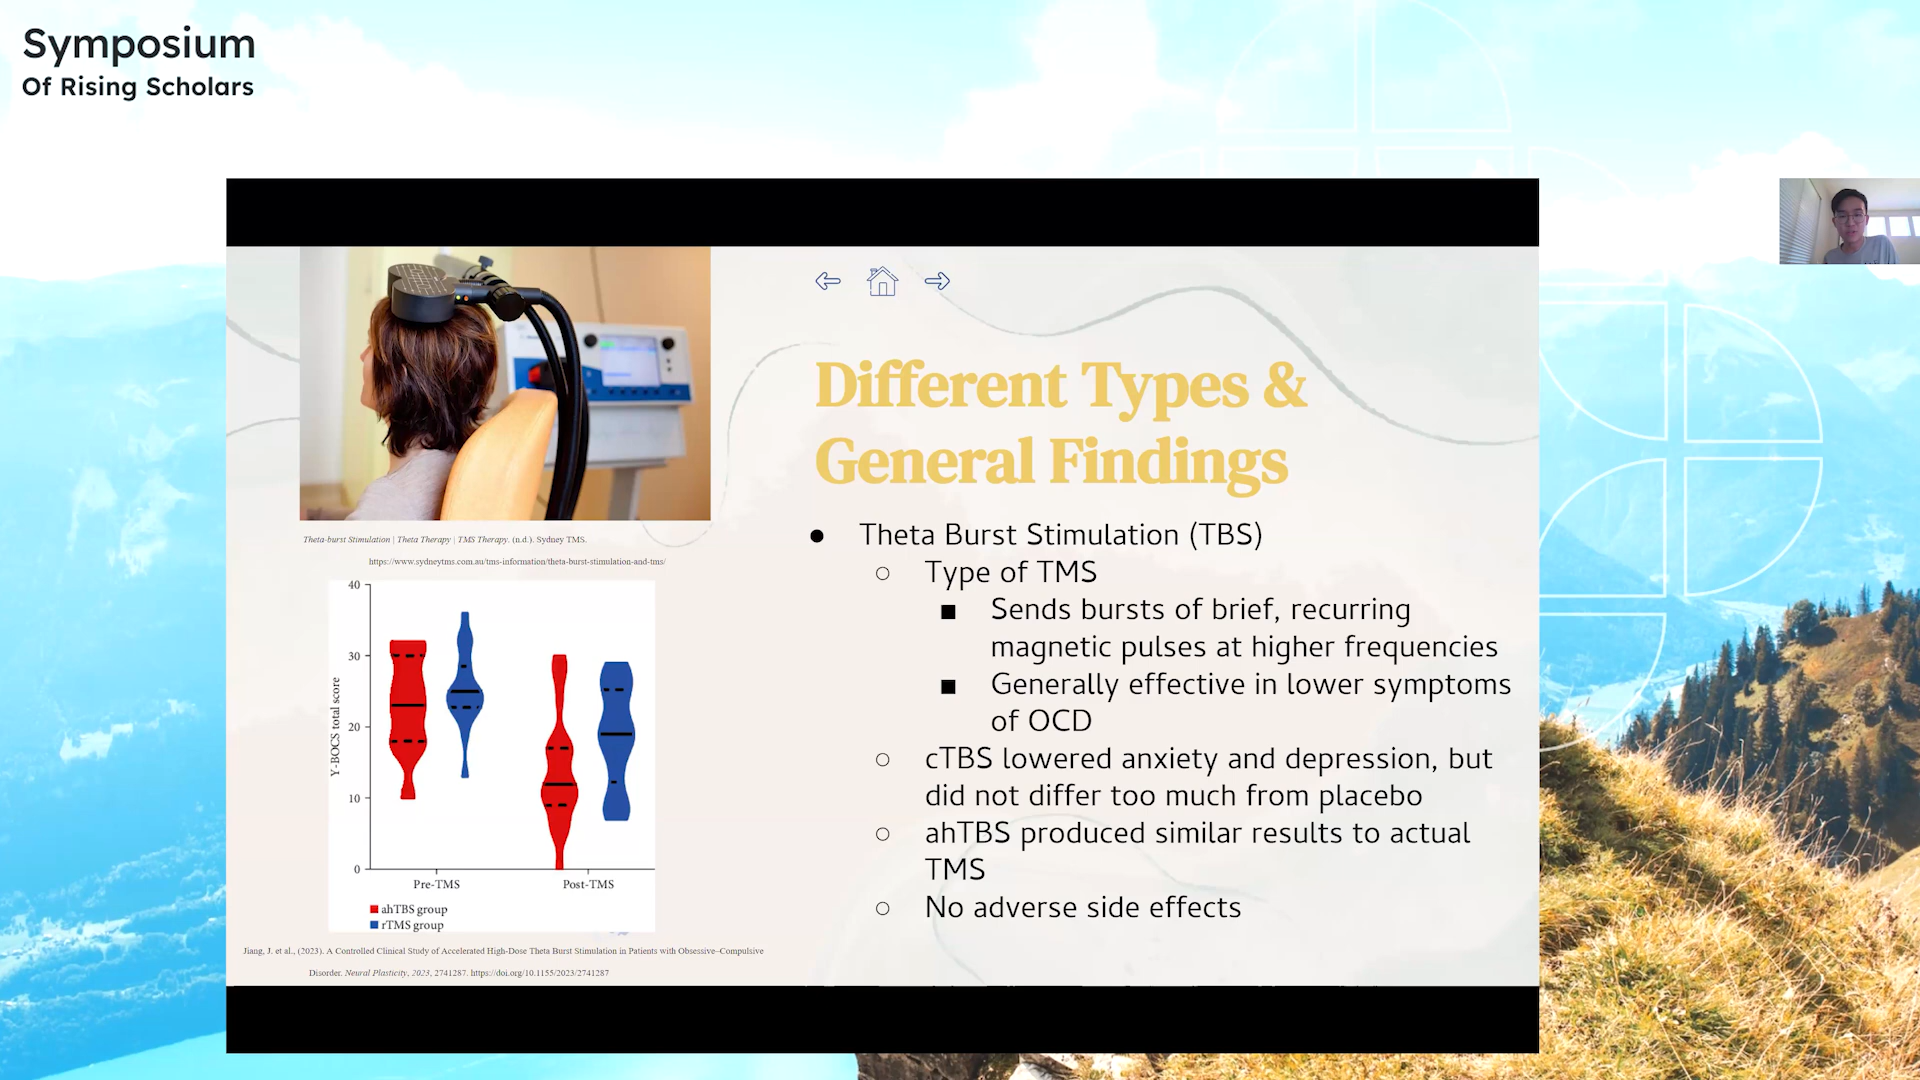 Symposium
Of Rising Scholars
Theta-burst Stimulation | Theta Therapy | TMS Therapy. (n.d.). Sydney TMS.
https://www.sydneytms.com.au/tms-information/theta-burst-stimulation-and-tms/
Y-BOCS total score
40
30
20
10
0
Pre-TMS
Post-TMS
ahTBS group
rTMS group
Jiang, J. et al., (2023). A Controlled Clinical Study of Accelerated High-Dose Theta Burst Stimulation in Patients with Obsessive–Compulsive
Disorder. Neural Plasticity, 2023, 2741287. https://doi.org/10.1155/2023/2741287
Different Types &
General Findings
● Theta Burst Stimulation (TBS)
○ Type of TMS
■ Sends bursts of brief, recurring
magnetic pulses at higher frequencies
■ Generally effective in lower symptoms
of OCD
○ cTBS lowered anxiety and depression, but
did not differ too much from placebo
○ ahTBS produced similar results to actual
TMS
○ No adverse side effects